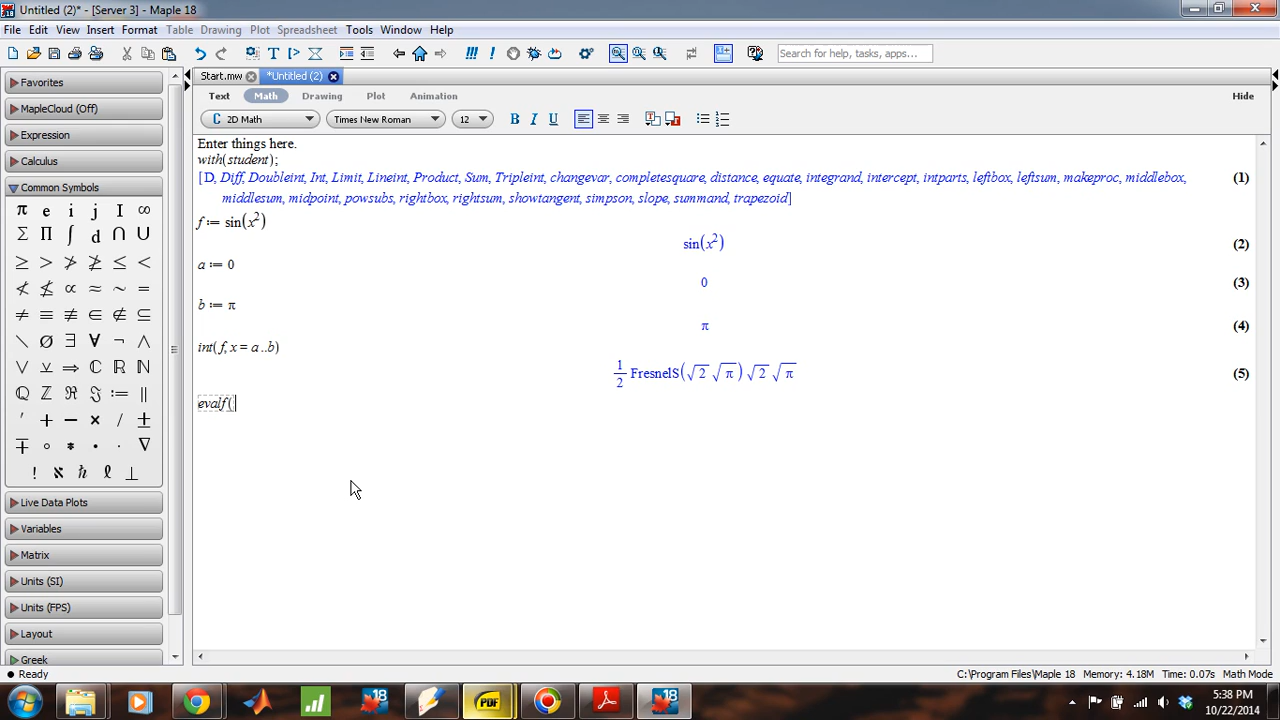 Untitled (2)* - [Server 3] - Maple 18
File Edit View Insert Format Table Drawing Plot Spreadsheet Tools Window Help
Search for help, tasks, apps...
Favorites
MapleCloud (Off)
Expression
Calculus
Common Symbols
π e i j I ∞
Σ Π ∫ d ∩ ∪
≥ > ≯ ≱ ≤ <
≮ ≰ ∝ ≈ ~ =
≠ ≡ ≢ ∈ ∉ ⊆
\ Ø ∃ ∀ ¬ ∧
∨ ⊻ ⇒ ℂ ℝ ℕ
ℚ ℤ ℜ ℑ := ||
′ + − × / ±
∓ ∘ * • · ∇
! ℵ ℏ ℓ ⊥
Live Data Plots
Variables
Matrix
Units (SI)
Units (FPS)
Layout
Greek
Start.mw *Untitled (2)
Text Math Drawing Plot Animation Hide
C 2D Math Times New Roman 12 B I U
Enter things here.
with(student);
[D, Diff, Doubleint, Int, Limit, Lineint, Product, Sum, Tripleint, changevar, completesquare, distance, equate, integrand, intercept, intparts, leftbox, leftsum, makeproc, middlebox, (1)
middlesum, midpoint, powsubs, rightbox, rightsum, showtangent, simpson, slope, summand, trapezoid]
f := sin(x²)
sin(x²) (2)
a := 0
0 (3)
b := π
π (4)
int(f, x = a ..b)
1/2 FresnelS(√2 √π) √2 √π (5)
evalf(
Ready C:\Program Files\Maple 18 Memory: 4.18M Time: 0.07s Math Mode
18 PDF 18
5:38 PM
10/22/2014